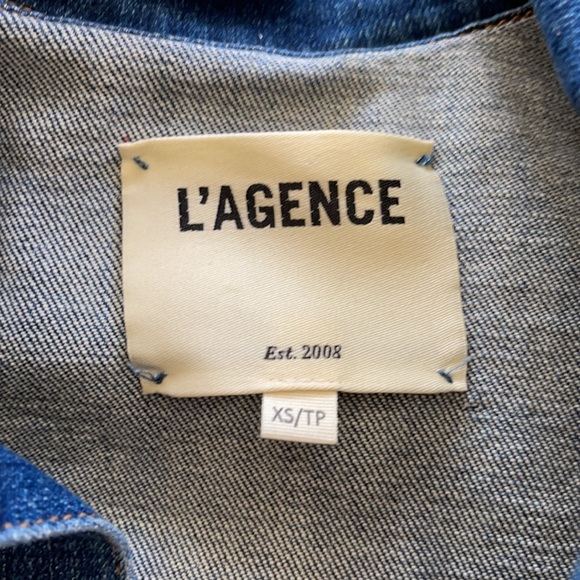 L'AGENCE
Est. 2008
XS/TP